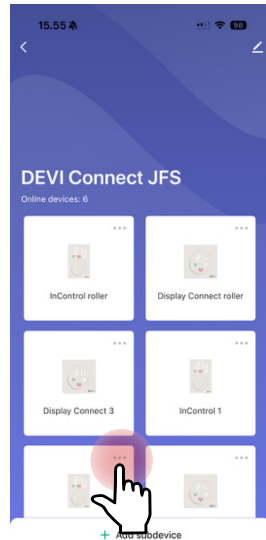 15.55
98
DEVI Connect JFS
Online devices: 6
InControl roller
Display Connect roller
Display Connect 3
InControl 1
+ Add subdevice